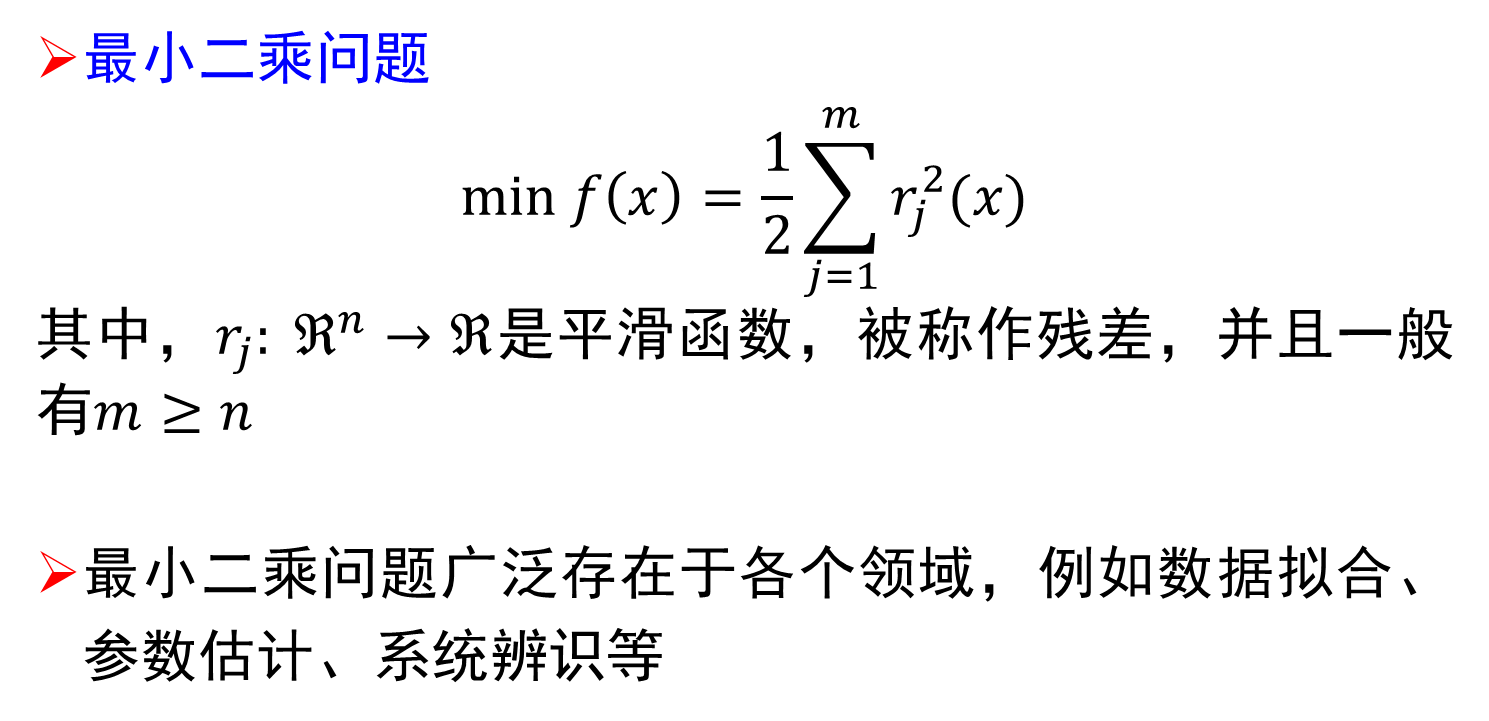 ➢最小二乘问题
min f(x) = \frac{1}{2} \sum_{j=1}^{m} r_j^2(x)
其中，r_j: ℜ^n → ℜ是平滑函数，被称作残差，并且一般
有m ≥ n
➢最小二乘问题广泛存在于各个领域，例如数据拟合、
参数估计、系统辨识等